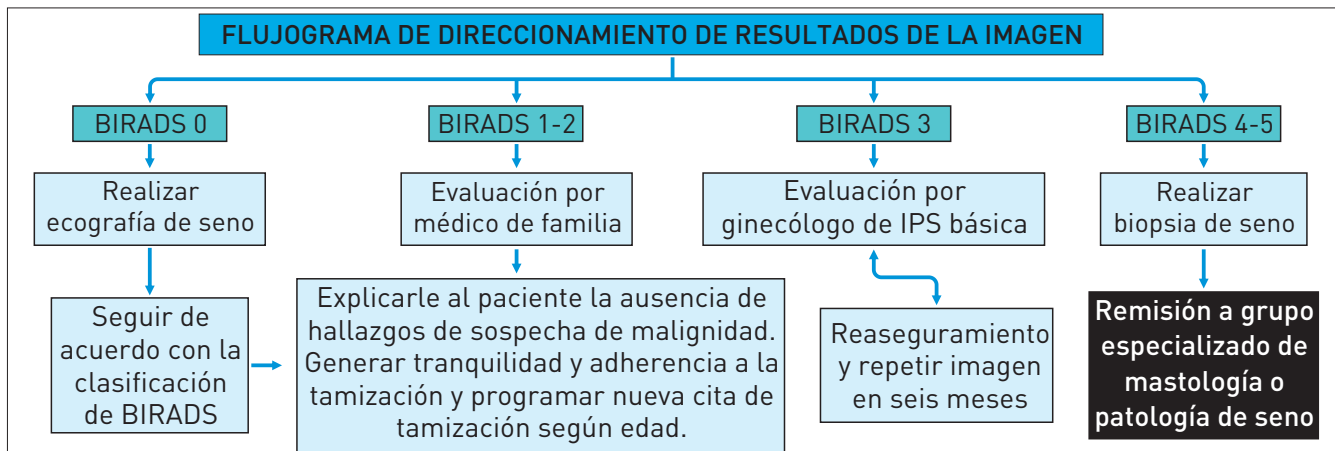 FLUJOGRAMA DE DIRECCIONAMIENTO DE RESULTADOS DE LA IMAGEN
BIRADS 0
Realizar
ecografía de seno
Seguir de
acuerdo con la
clasificación
de BIRADS
BIRADS 1-2
Evaluación por
médico de familia
Explicarle al paciente la ausencia de
hallazgos de sospecha de malignidad.
Generar tranquilidad y adherencia a la
tamización y programar nueva cita de
tamización según edad.
BIRADS 3
Evaluación por
ginecólogo de IPS básica
Reaseguramiento
y repetir imagen
en seis meses
BIRADS 4-5
Realizar
biopsia de seno
Remisión a grupo
especializado de
mastología o
patología de seno